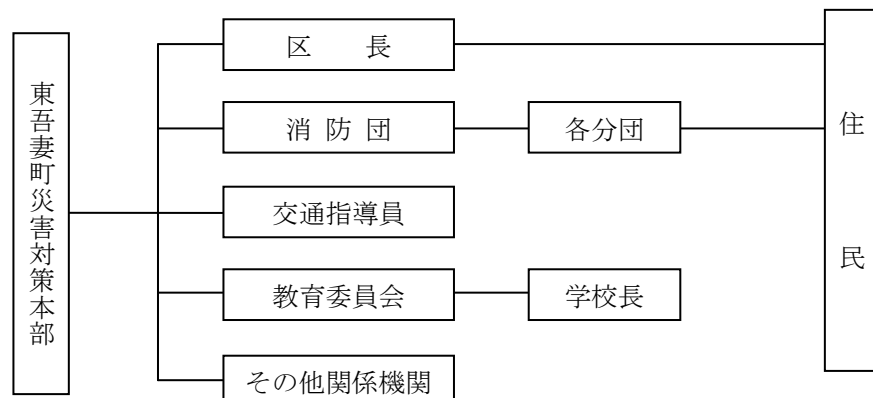 東吾妻町災害対策本部
区　　長
消 防 団
各分団
交通指導員
教育委員会
学校長
その他関係機関
住民